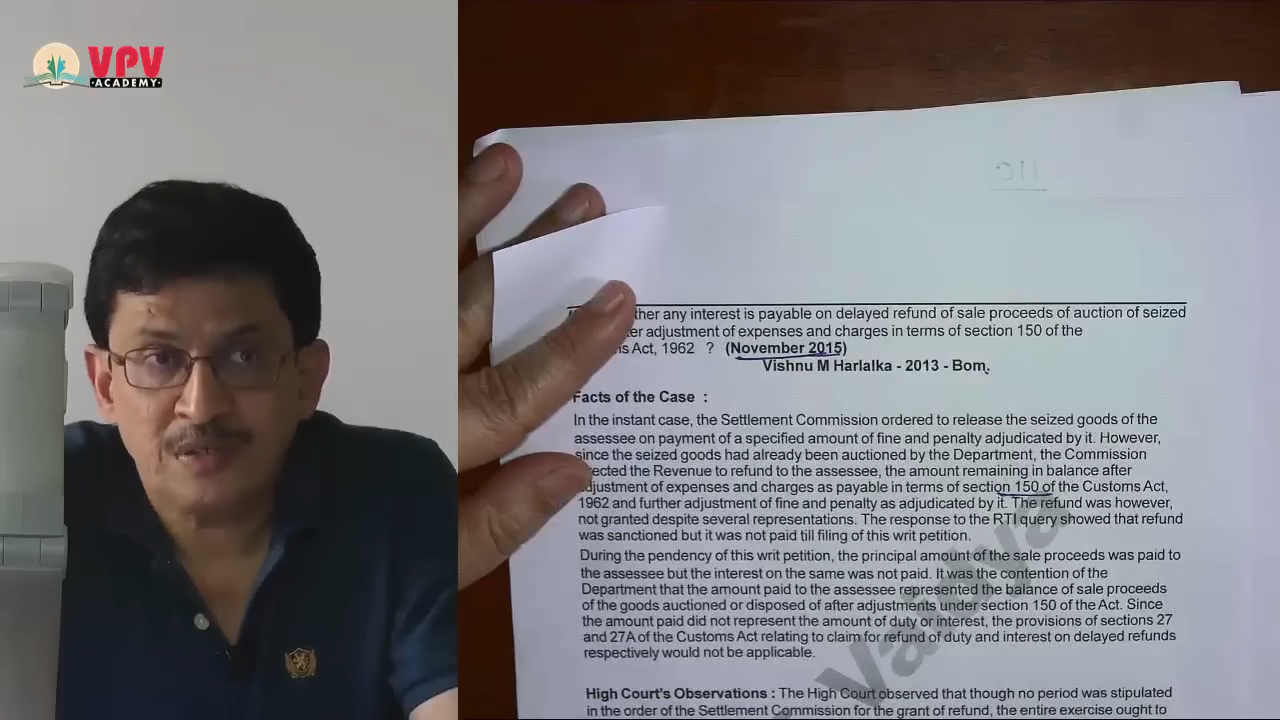 VPV
ACADEMY
11C
ther any interest is payable on delayed refund of sale proceeds of auction of seized
er adjustment of expenses and charges in terms of section 150 of the
s Act, 1962 ? (November 2015)
Vishnu M Harlalka - 2013 - Bom.
Facts of the Case :
In the instant case, the Settlement Commission ordered to release the seized goods of the
assessee on payment of a specified amount of fine and penalty adjudicated by it. However,
since the seized goods had already been auctioned by the Department, the Commission
ected the Revenue to refund to the assessee, the amount remaining in balance after
djustment of expenses and charges as payable in terms of section 150 of the Customs Act,
1962 and further adjustment of fine and penalty as adjudicated by it. The refund was however,
not granted despite several representations. The response to the RTI query showed that refund
was sanctioned but it was not paid till filing of this writ petition.
During the pendency of this writ petition, the principal amount of the sale proceeds was paid to
the assessee but the interest on the same was not paid. It was the contention of the
Department that the amount paid to the assessee represented the balance of sale proceeds
of the goods auctioned or disposed of after adjustments under section 150 of the Act. Since
the amount paid did not represent the amount of duty or interest, the provisions of sections 27
and 27A of the Customs Act relating to claim for refund of duty and interest on delayed refunds
respectively would not be applicable.
Vaidya
High Court's Observations : The High Court observed that though no period was stipulated
in the order of the Settlement Commission for the grant of refund, the entire exercise ought to